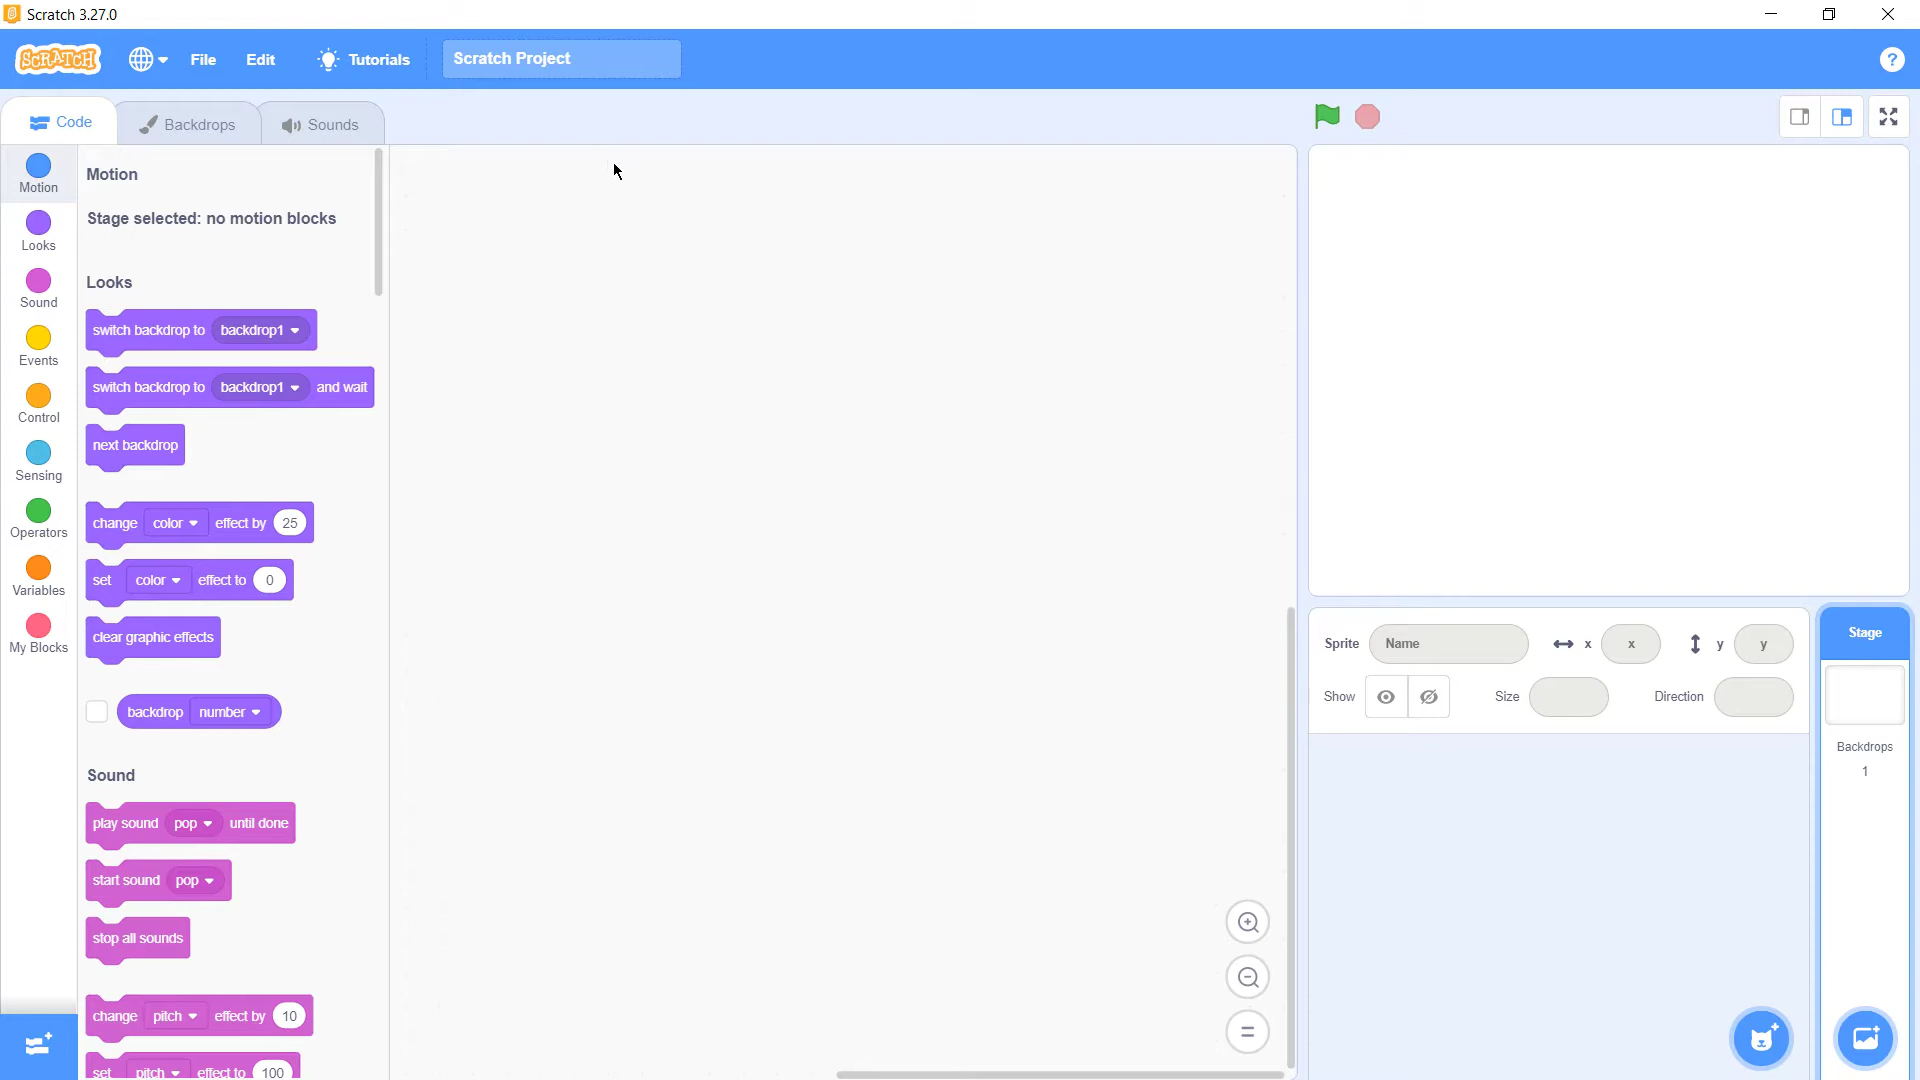 Scratch 3.27.0
SCRATCH
File
Edit
Tutorials
Scratch Project
?
Code
Backdrops
Sounds
Motion
Looks
Sound
Events
Control
Sensing
Operators
Variables
My Blocks
Motion
Stage selected: no motion blocks
Looks
switch backdrop to backdrop1
switch backdrop to backdrop1 and wait
next backdrop
change color effect by 25
set color effect to 0
clear graphic effects
backdrop number
Sound
play sound pop until done
start sound pop
stop all sounds
change pitch effect by 10
set pitch effect to 100
Sprite Name x x y y
Show Size Direction
Stage
Backdrops
1